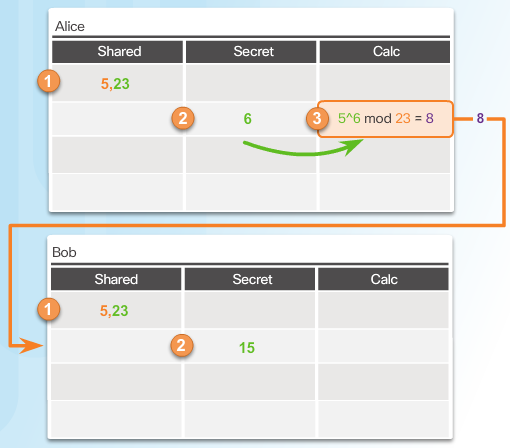 Alice
Shared Secret Calc
1 5,23
2 6 3 5^6 mod 23 = 8 8
Bob
Shared Secret Calc
1 5,23
2 15